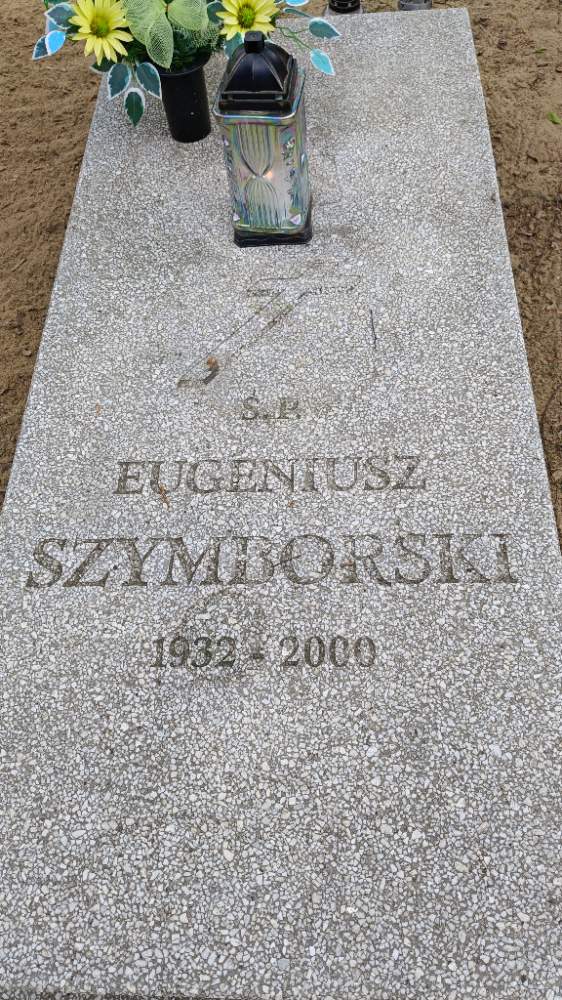 Ś.P.
EUGENIUSZ
SZYMBORSKI
1932 - 2000